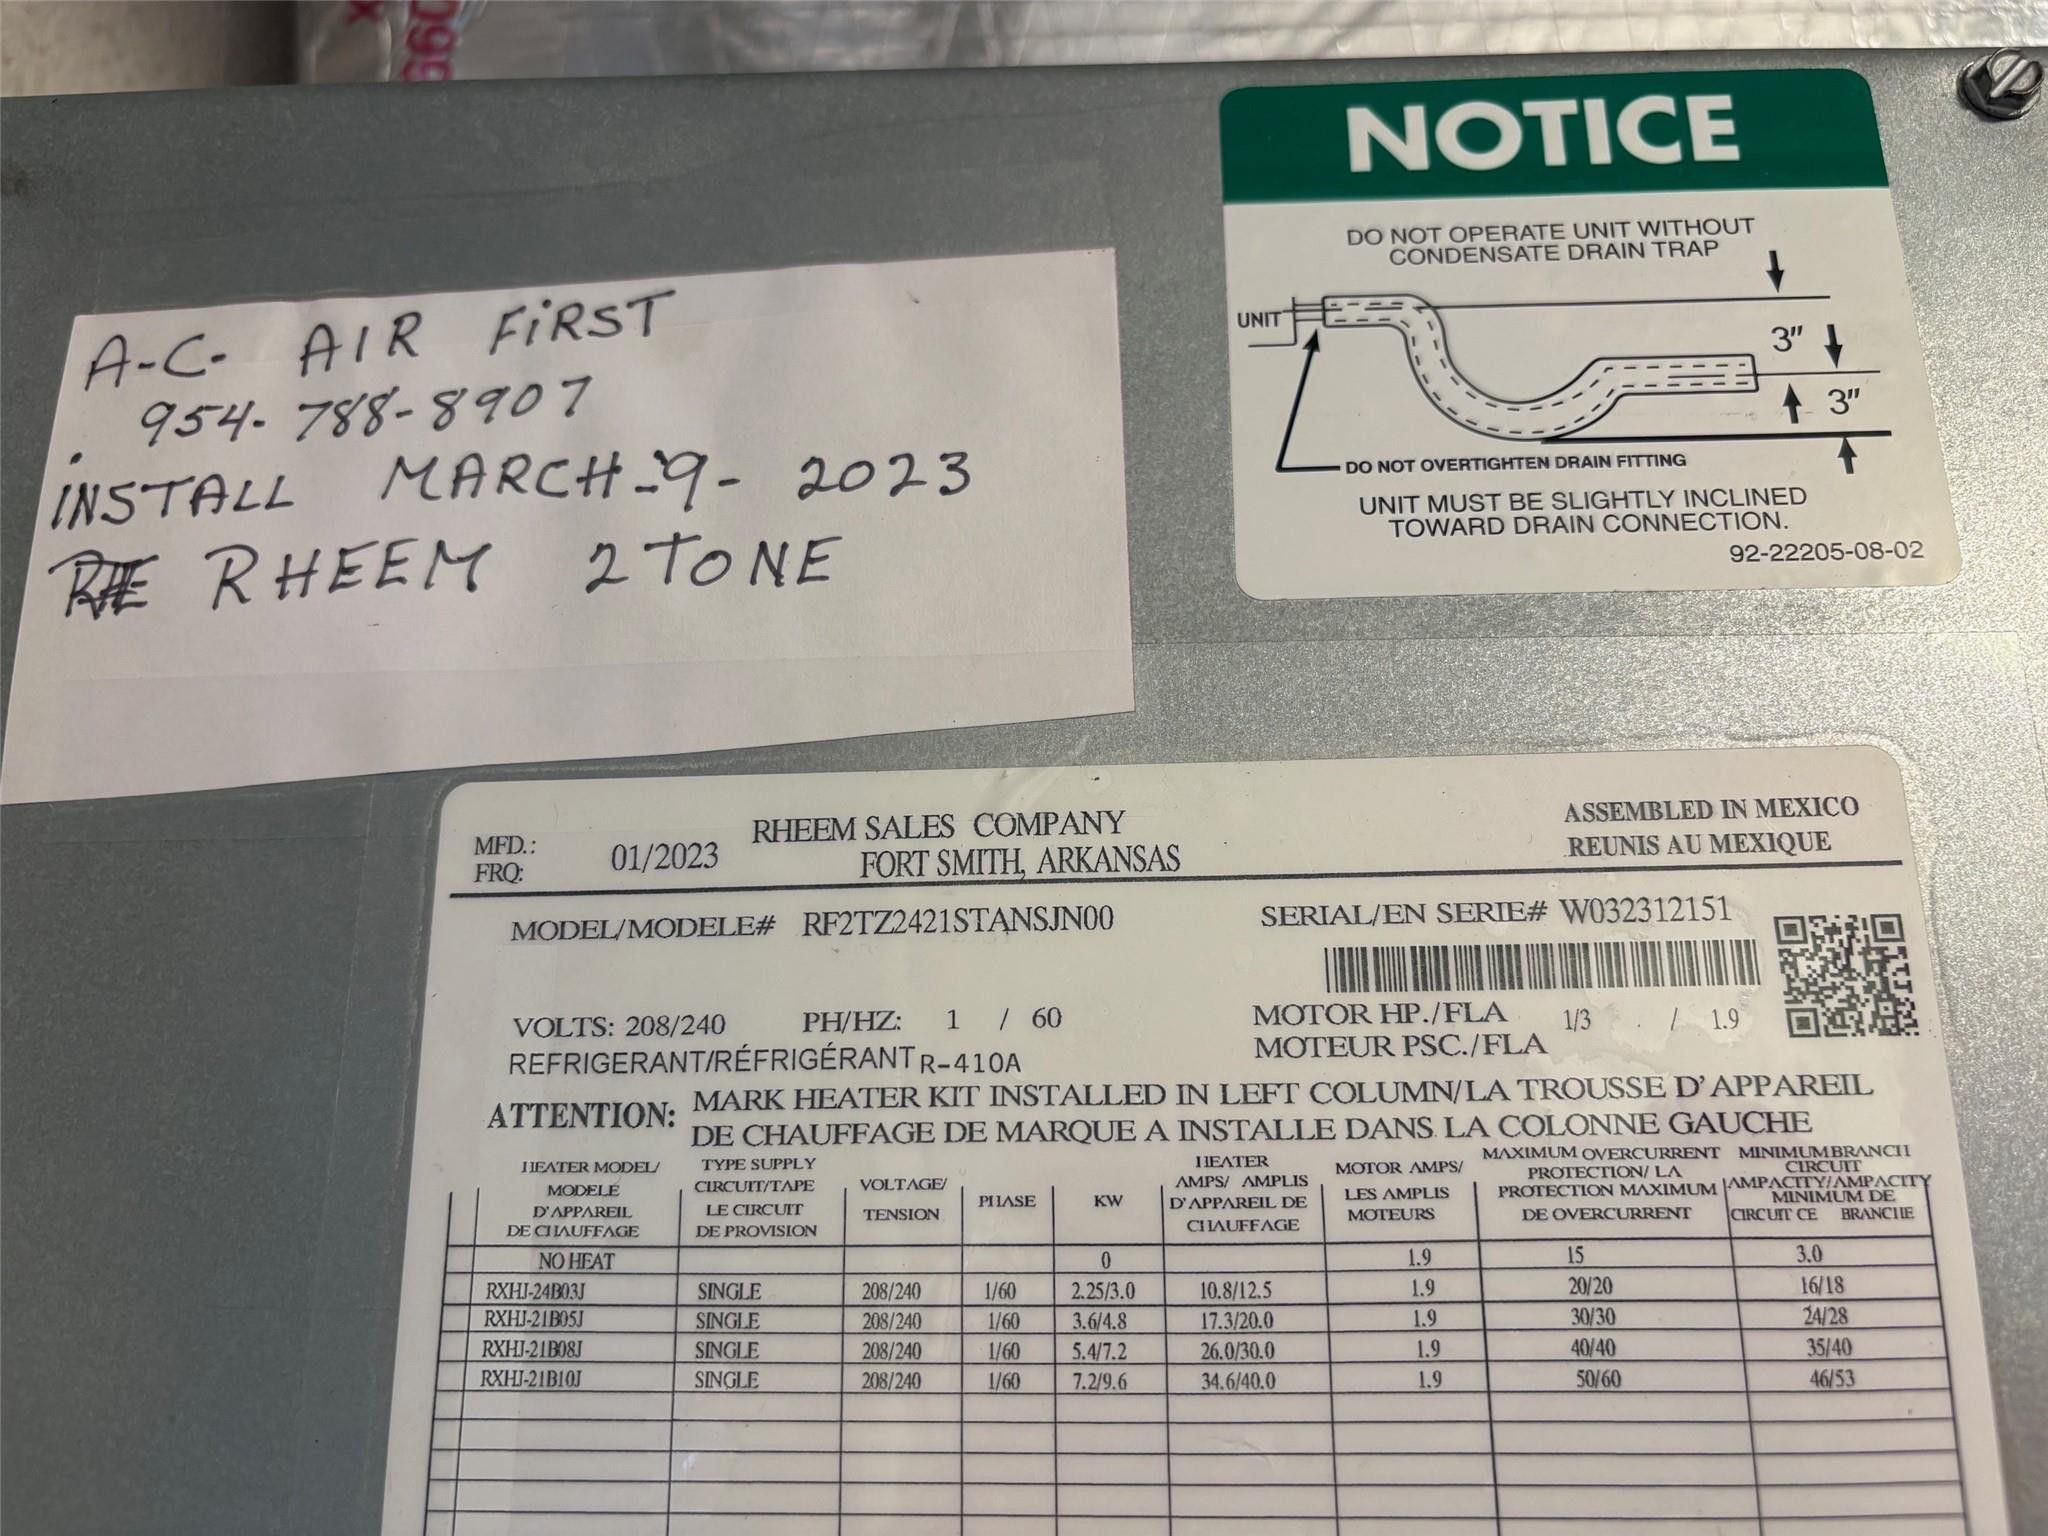 A-C- AIR FIRST
954-788-8907
INSTALL MARCH-9-2023
RHEEM 2 TONE
NOTICE
DO NOT OPERATE UNIT WITHOUT
CONDENSATE DRAIN TRAP
UNIT
3"
3"
DO NOT OVERTIGHTEN DRAIN FITTING
UNIT MUST BE SLIGHTLY INCLINED
TOWARD DRAIN CONNECTION.
92-22205-08-02
MFD.: 01/2023 RHEEM SALES COMPANY ASSEMBLED IN MEXICO
FRQ: FORT SMITH, ARKANSAS REUNIS AU MEXIQUE
MODEL/MODELE# RF2TZ2421STANSJN00 SERIAL/EN SERIE# W032312151
VOLTS: 208/240 PH/HZ: 1 / 60 MOTOR HP./FLA 1/3 / 1.9
REFRIGERANT/RÉFRIGÉRANT R-410A MOTEUR PSC./FLA
ATTENTION: MARK HEATER KIT INSTALLED IN LEFT COLUMN/LA TROUSSE D'APPAREIL
DE CHAUFFAGE DE MARQUE A INSTALLE DANS LA COLONNE GAUCHE
HEATER MODEL/
MODELE
D'APPAREIL
DE CHAUFFAGE
TYPE SUPPLY
CIRCUIT/TAPE
LE CIRCUIT
DE PROVISION
VOLTAGE/
TENSION
PHASE
KW
HEATER
AMPS/ AMPLIS
D'APPAREIL DE
CHAUFFAGE
MOTOR AMPS/
LES AMPLIS
MOTEURS
MAXIMUM OVERCURRENT
PROTECTION/ LA
PROTECTION MAXIMUM
DE OVERCURRENT
MINIMUM BRANCH
CIRCUIT
AMPACITY/AMPACITY
MINIMUM DE
CIRCUIT CE BRANCHE
NO HEAT 0 1.9 15 3.0
RXHJ-24B03J SINGLE 208/240 1/60 2.25/3.0 10.8/12.5 1.9 20/20 16/18
RXHJ-21B05J SINGLE 208/240 1/60 3.6/4.8 17.3/20.0 1.9 30/30 24/28
RXHJ-21B08J SINGLE 208/240 1/60 5.4/7.2 26.0/30.0 1.9 40/40 35/40
RXHJ-21B10J SINGLE 208/240 1/60 7.2/9.6 34.6/40.0 1.9 50/60 46/53